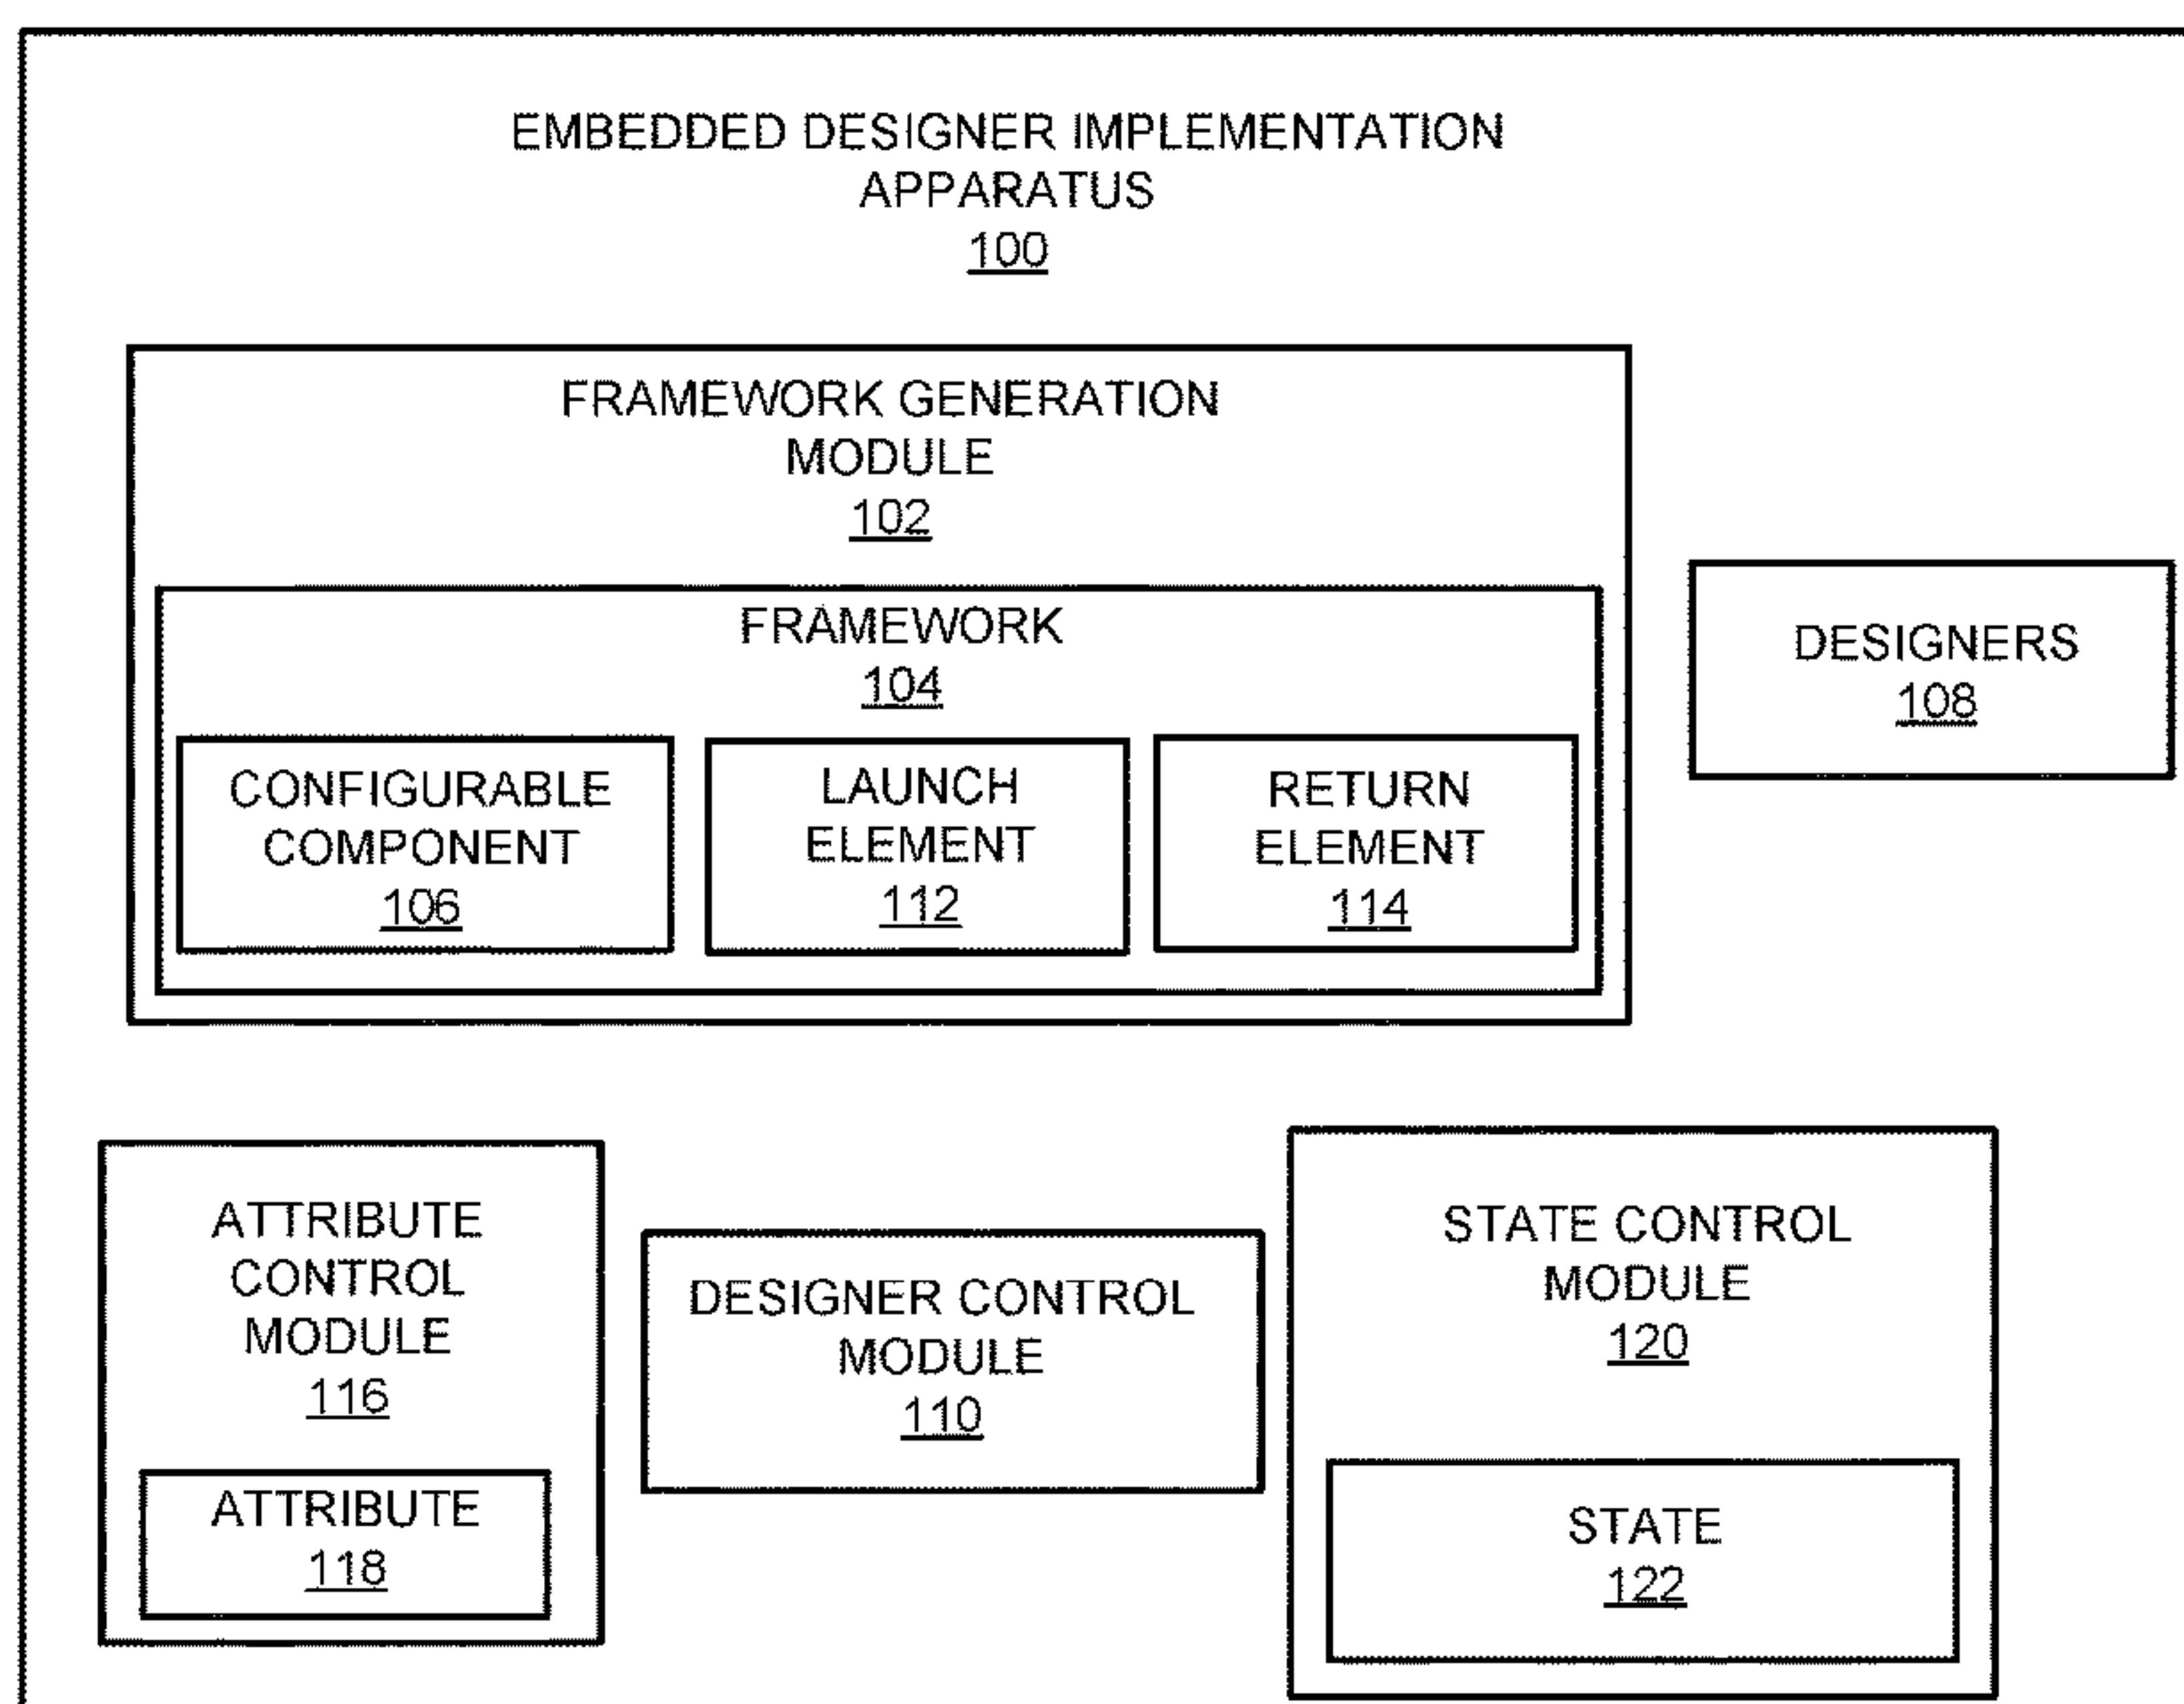 EMBEDDED DESIGNER IMPLEMENTATION
APPARATUS
100
FRAMEWORK GENERATION
MODULE
102
FRAMEWORK
104
CONFIGURABLE
COMPONENT
106
LAUNCH
ELEMENT
112
RETURN
ELEMENT
114
DESIGNERS
108
ATTRIBUTE
CONTROL
MODULE
116
ATTRIBUTE
118
DESIGNER CONTROL
MODULE
110
STATE CONTROL
MODULE
120
STATE
122